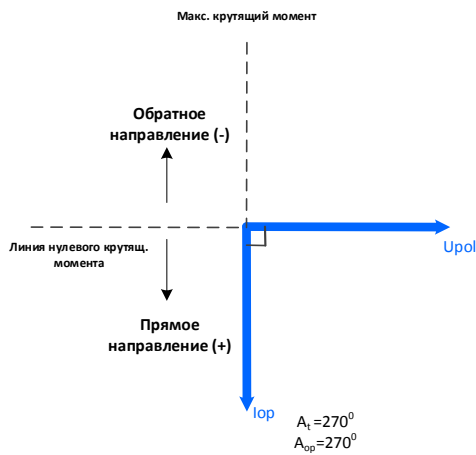 Макс. крутящий момент
Обратное
направление (-)
Линия нулевого крутящ.
момента
Upol
Прямое
направление (+)
Iop
Aₜ=270⁰
Aₒₚ=270⁰